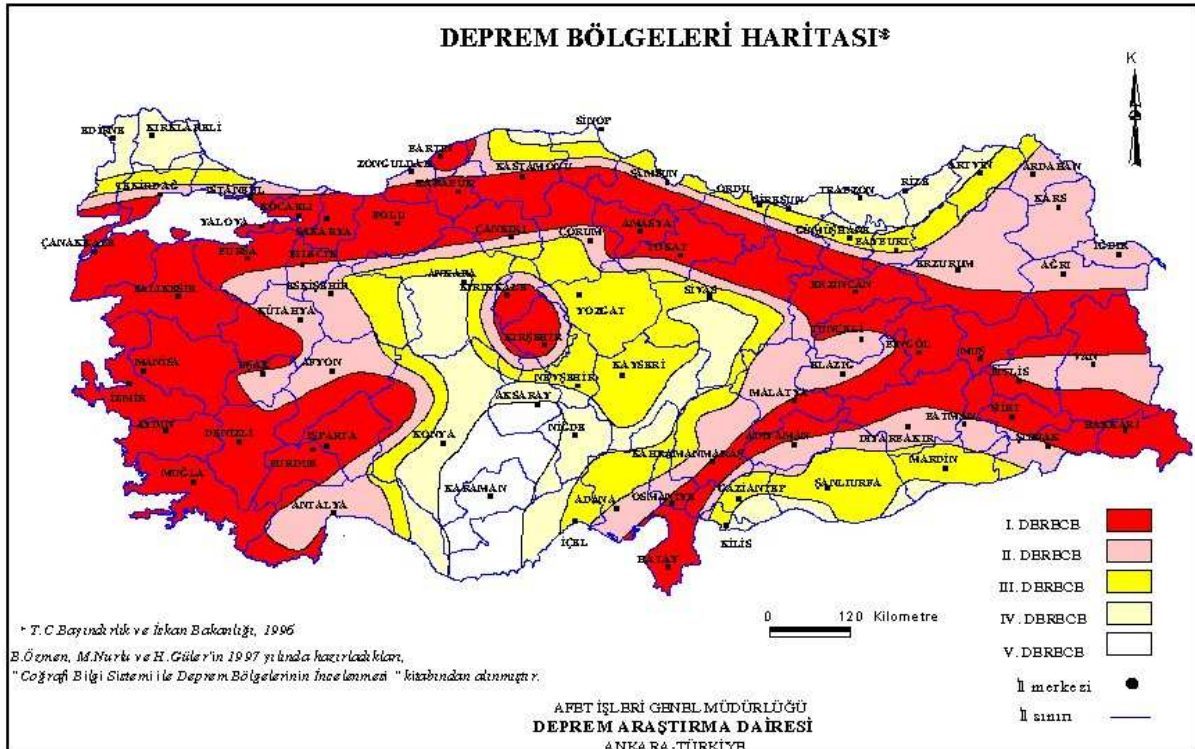 DEPREM BÖLGELERİ HARİTASI*
K
SİNOP
EDİRNE
KIRKLARELİ
BARTIN
ZONGULDAK
KASTAMONU
ARTVİN
ARDAHAN
TEKİRDAĞ
İSTANBUL
KARABÜK
SAMSUN
ORDU
GİRESUN
TRABZON
RİZE
KARS
YALOVA
KOCAELİ
SAKARYA
BOLU
ÇANKIRI
ÇORUM
AMASYA
TOKAT
GÜMÜŞHANE
BAYBURT
IĞDIR
ÇANAKKALE
BURSA
BİLECİK
ERZURUM
AĞRI
BALIKESİR
ESKİŞEHİR
ANKARA
KIRIKKALE
YOZGAT
SİVAS
ERZİNCAN
KÜTAHYA
KIRŞEHİR
TUNCELİ
BİNGÖL
MUŞ
VAN
MANİSA
UŞAK
AFYON
NEVŞEHİR
KAYSERİ
ELAZIĞ
BİTLİS
İZMİR
AKSARAY
MALATYA
SİİRT
AYDIN
DENİZLİ
ISPARTA
KONYA
NİĞDE
ADIYAMAN
DİYARBAKIR
BATMAN
ŞIRNAK
HAKKARİ
BURDUR
KAHRAMANMARAŞ
MARDİN
MUĞLA
KARAMAN
GAZİANTEP
ŞANLIURFA
ANTALYA
ADANA
OSMANİYE
İÇEL
KİLİS
HATAY
I. DERECE
II. DERECE
III. DERECE
IV. DERECE
V. DERECE
İl merkezi
İl sınırı
0 120 Kilometre
* T.C Bayındırlık ve İskan Bakanlığı, 1996
B.Özmen, M.Nurlu ve H.Güler'in 1997 yılında hazırladıkları,
"Coğrafi Bilgi Sistemi ile Deprem Bölgelerinin İncelenmesi" kitabından alınmıştır.
AFET İŞLERİ GENEL MÜDÜRLÜĞÜ
DEPREM ARAŞTIRMA DAİRESİ
ANKARA-TÜRKİYE